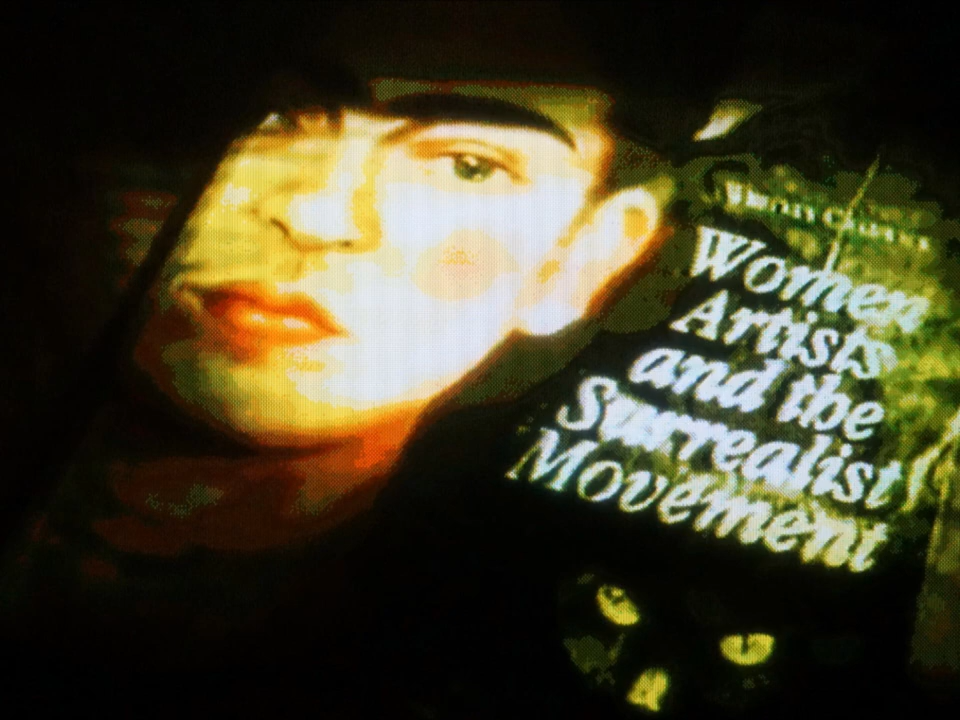 Women
Artists
and the
Surrealist
Movement